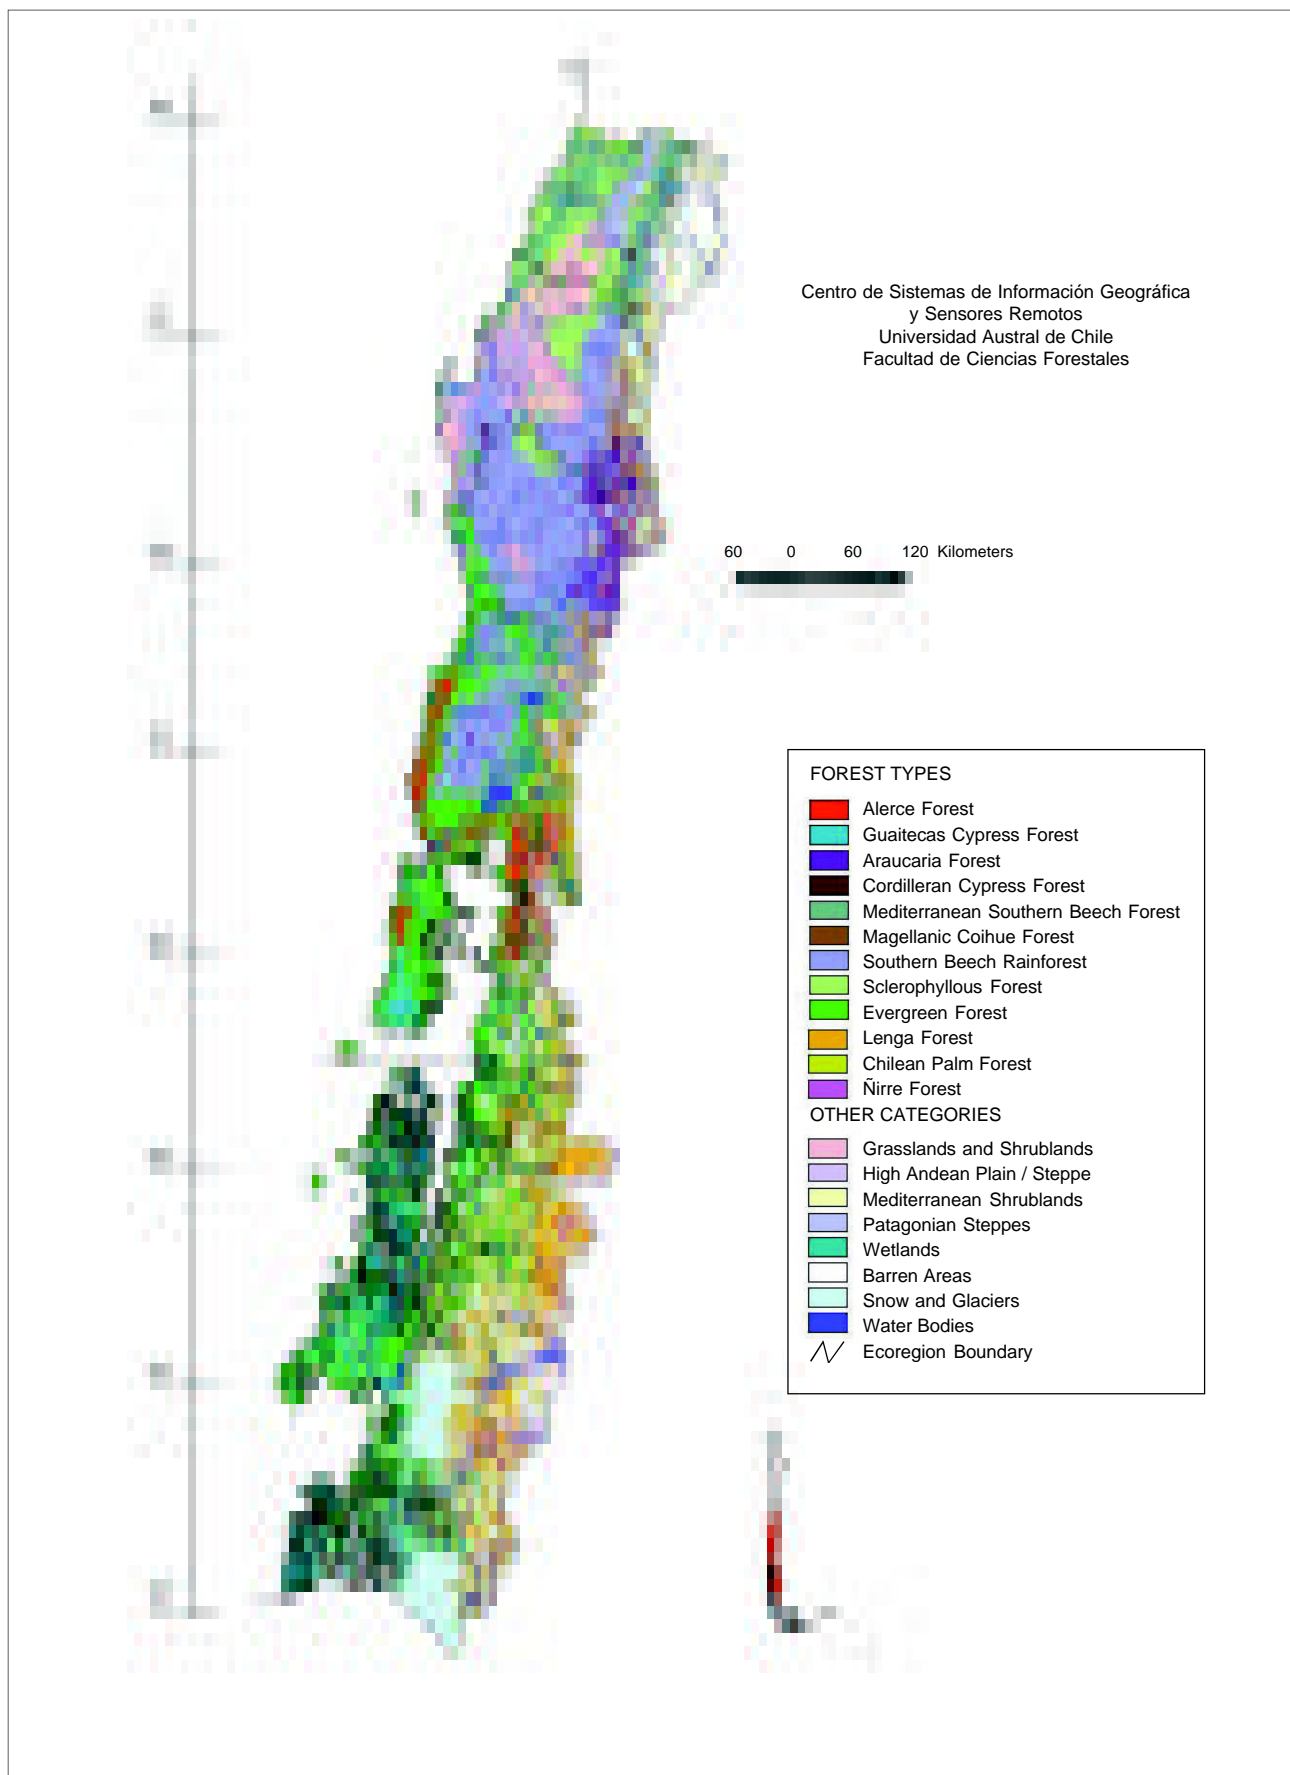 Centro de Sistemas de Información Geográfica
y Sensores Remotos
Universidad Austral de Chile
Facultad de Ciencias Forestales
60 0 60 120 Kilometers
FOREST TYPES
Alerce Forest
Guaitecas Cypress Forest
Araucaria Forest
Cordilleran Cypress Forest
Mediterranean Southern Beech Forest
Magellanic Coihue Forest
Southern Beech Rainforest
Sclerophyllous Forest
Evergreen Forest
Lenga Forest
Chilean Palm Forest
Ñirre Forest
OTHER CATEGORIES
Grasslands and Shrublands
High Andean Plain / Steppe
Mediterranean Shrublands
Patagonian Steppes
Wetlands
Barren Areas
Snow and Glaciers
Water Bodies
Ecoregion Boundary